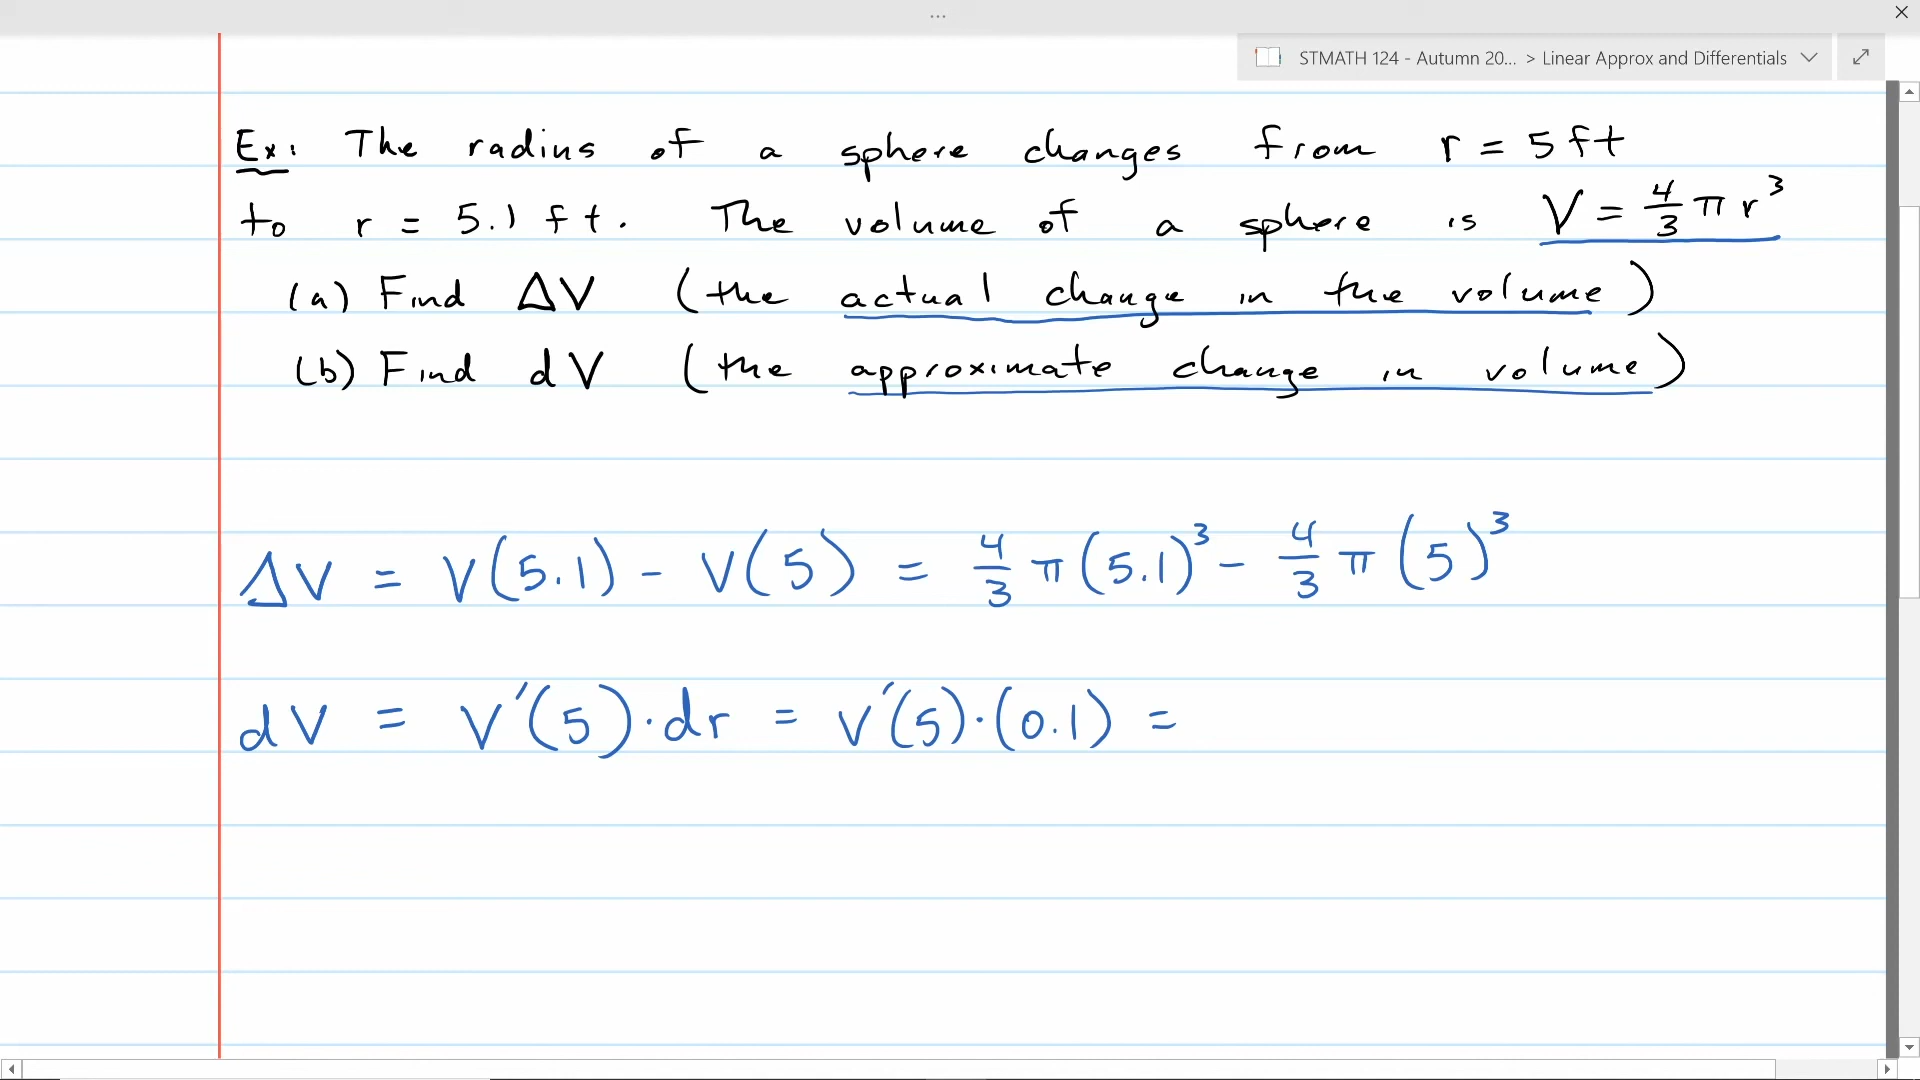 ...
STMATH 124 - Autumn 20... > Linear Approx and Differentials
Ex: The radius of a sphere changes from r = 5 ft
to r = 5.1 ft. The volume of a sphere is V = 4/3 π r³
(a) Find ΔV (the actual change in the volume)
(b) Find dV (the approximate change in volume)
ΔV = V(5.1) - V(5) = 4/3 π (5.1)³ - 4/3 π (5)³
dV = V′(5)·dr = V′(5)·(0.1) =